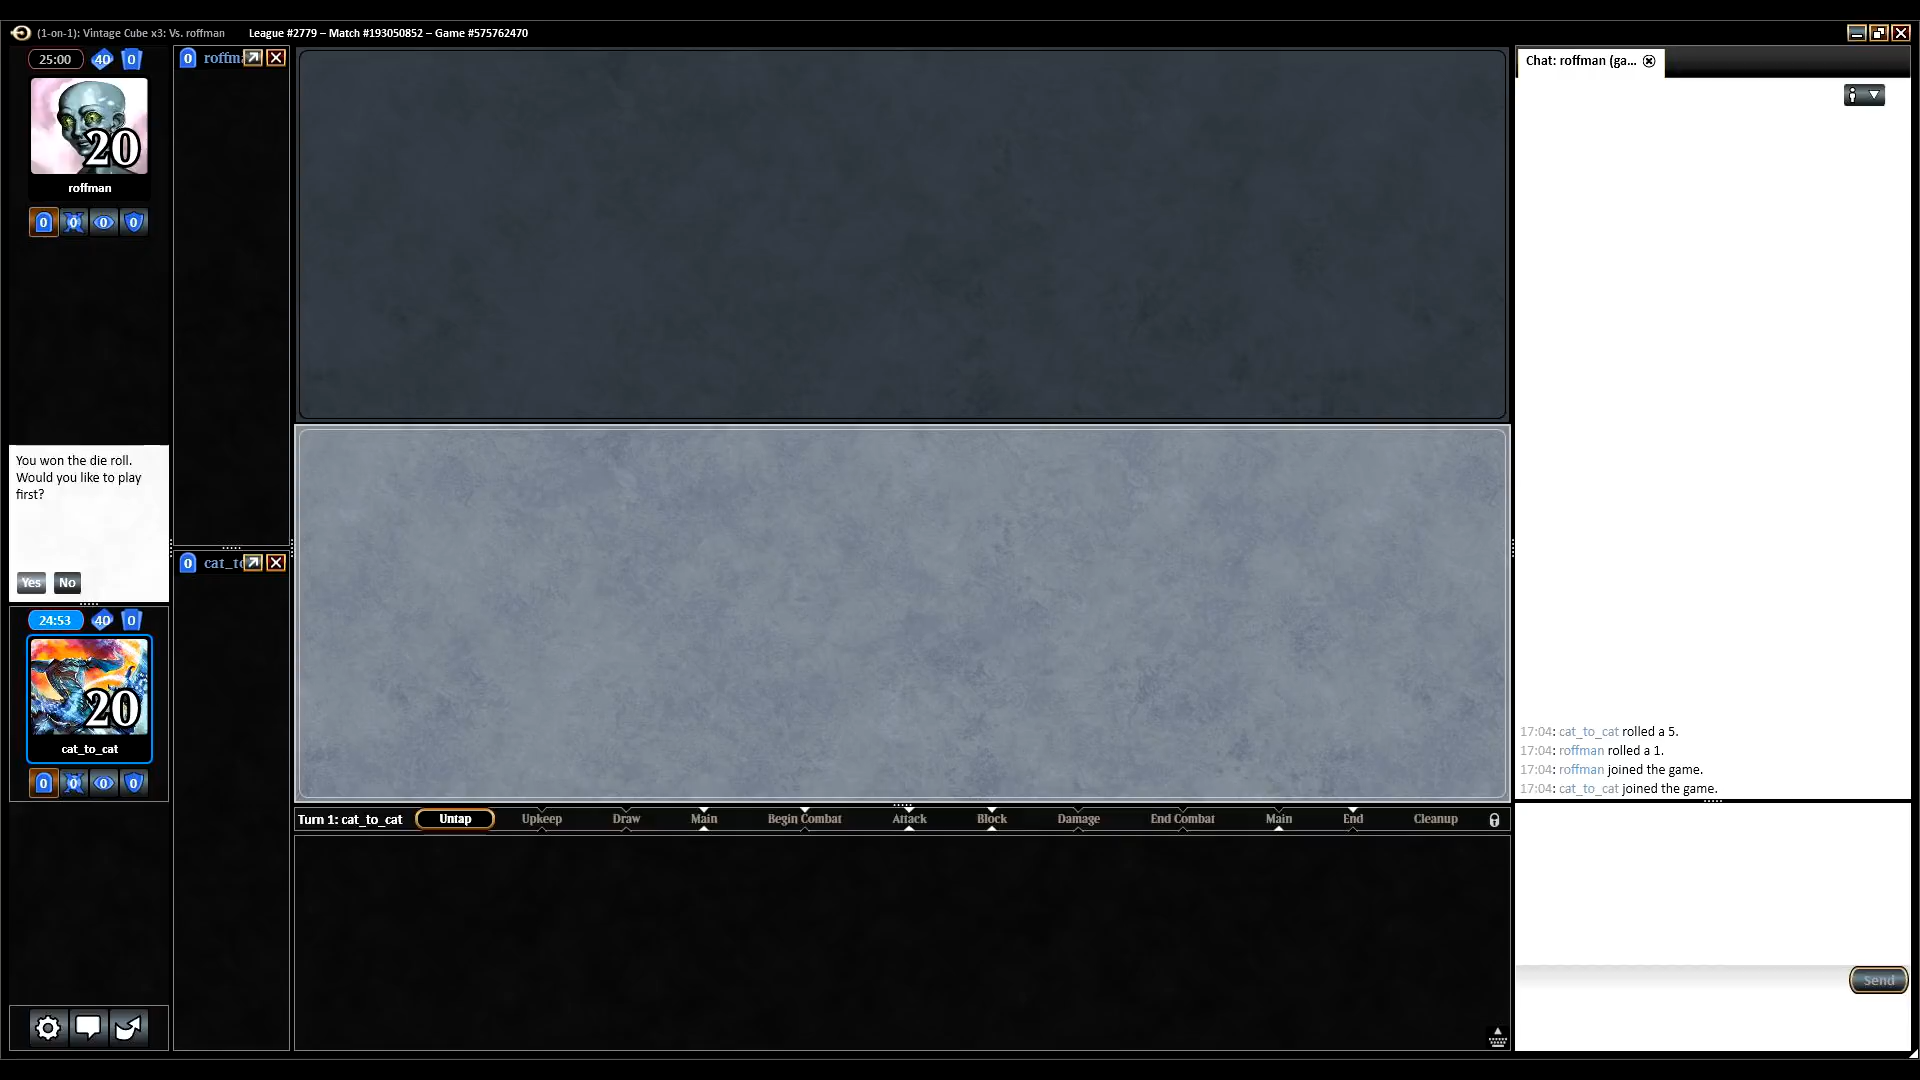 (1-on-1): Vintage Cube x3: Vs. roffman League #2779 – Match #193050852 – Game #575762470
25:00 40 0
20
roffman
0 0 0 0
0 roffm
You won the die roll.
Would you like to play
first?
Yes No
24:53 40 0
20
cat_to_cat
0 0 0 0
0 cat_to
Turn 1: cat_to_cat Untap Upkeep Draw Main Begin Combat Attack Block Damage End Combat Main End Cleanup
Chat: roffman (ga...
17:04: cat_to_cat rolled a 5.
17:04: roffman rolled a 1.
17:04: roffman joined the game.
17:04: cat_to_cat joined the game.
Send